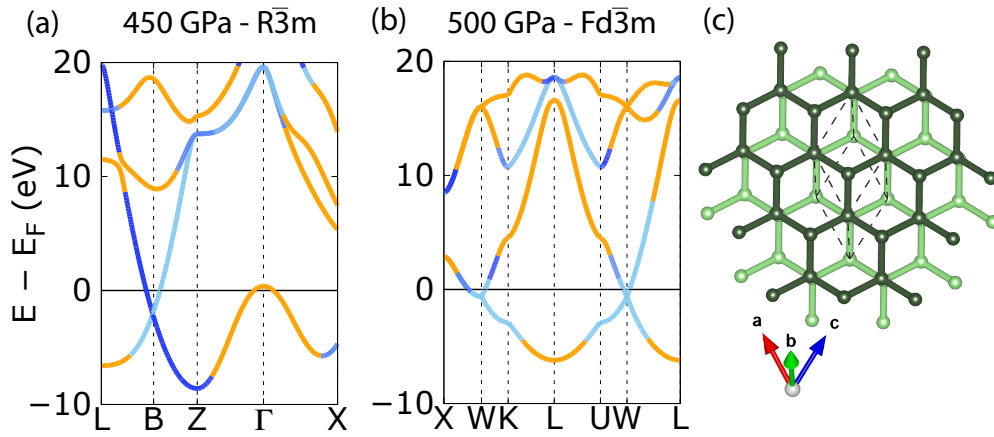 (a) 450 GPa - R3̅m
(b) 500 GPa - Fd3̅m
(c)
E − E_F (eV)
20
10
0
−10
L B Z Γ X
20
10
0
−10
X W K L U W L
a
b
c